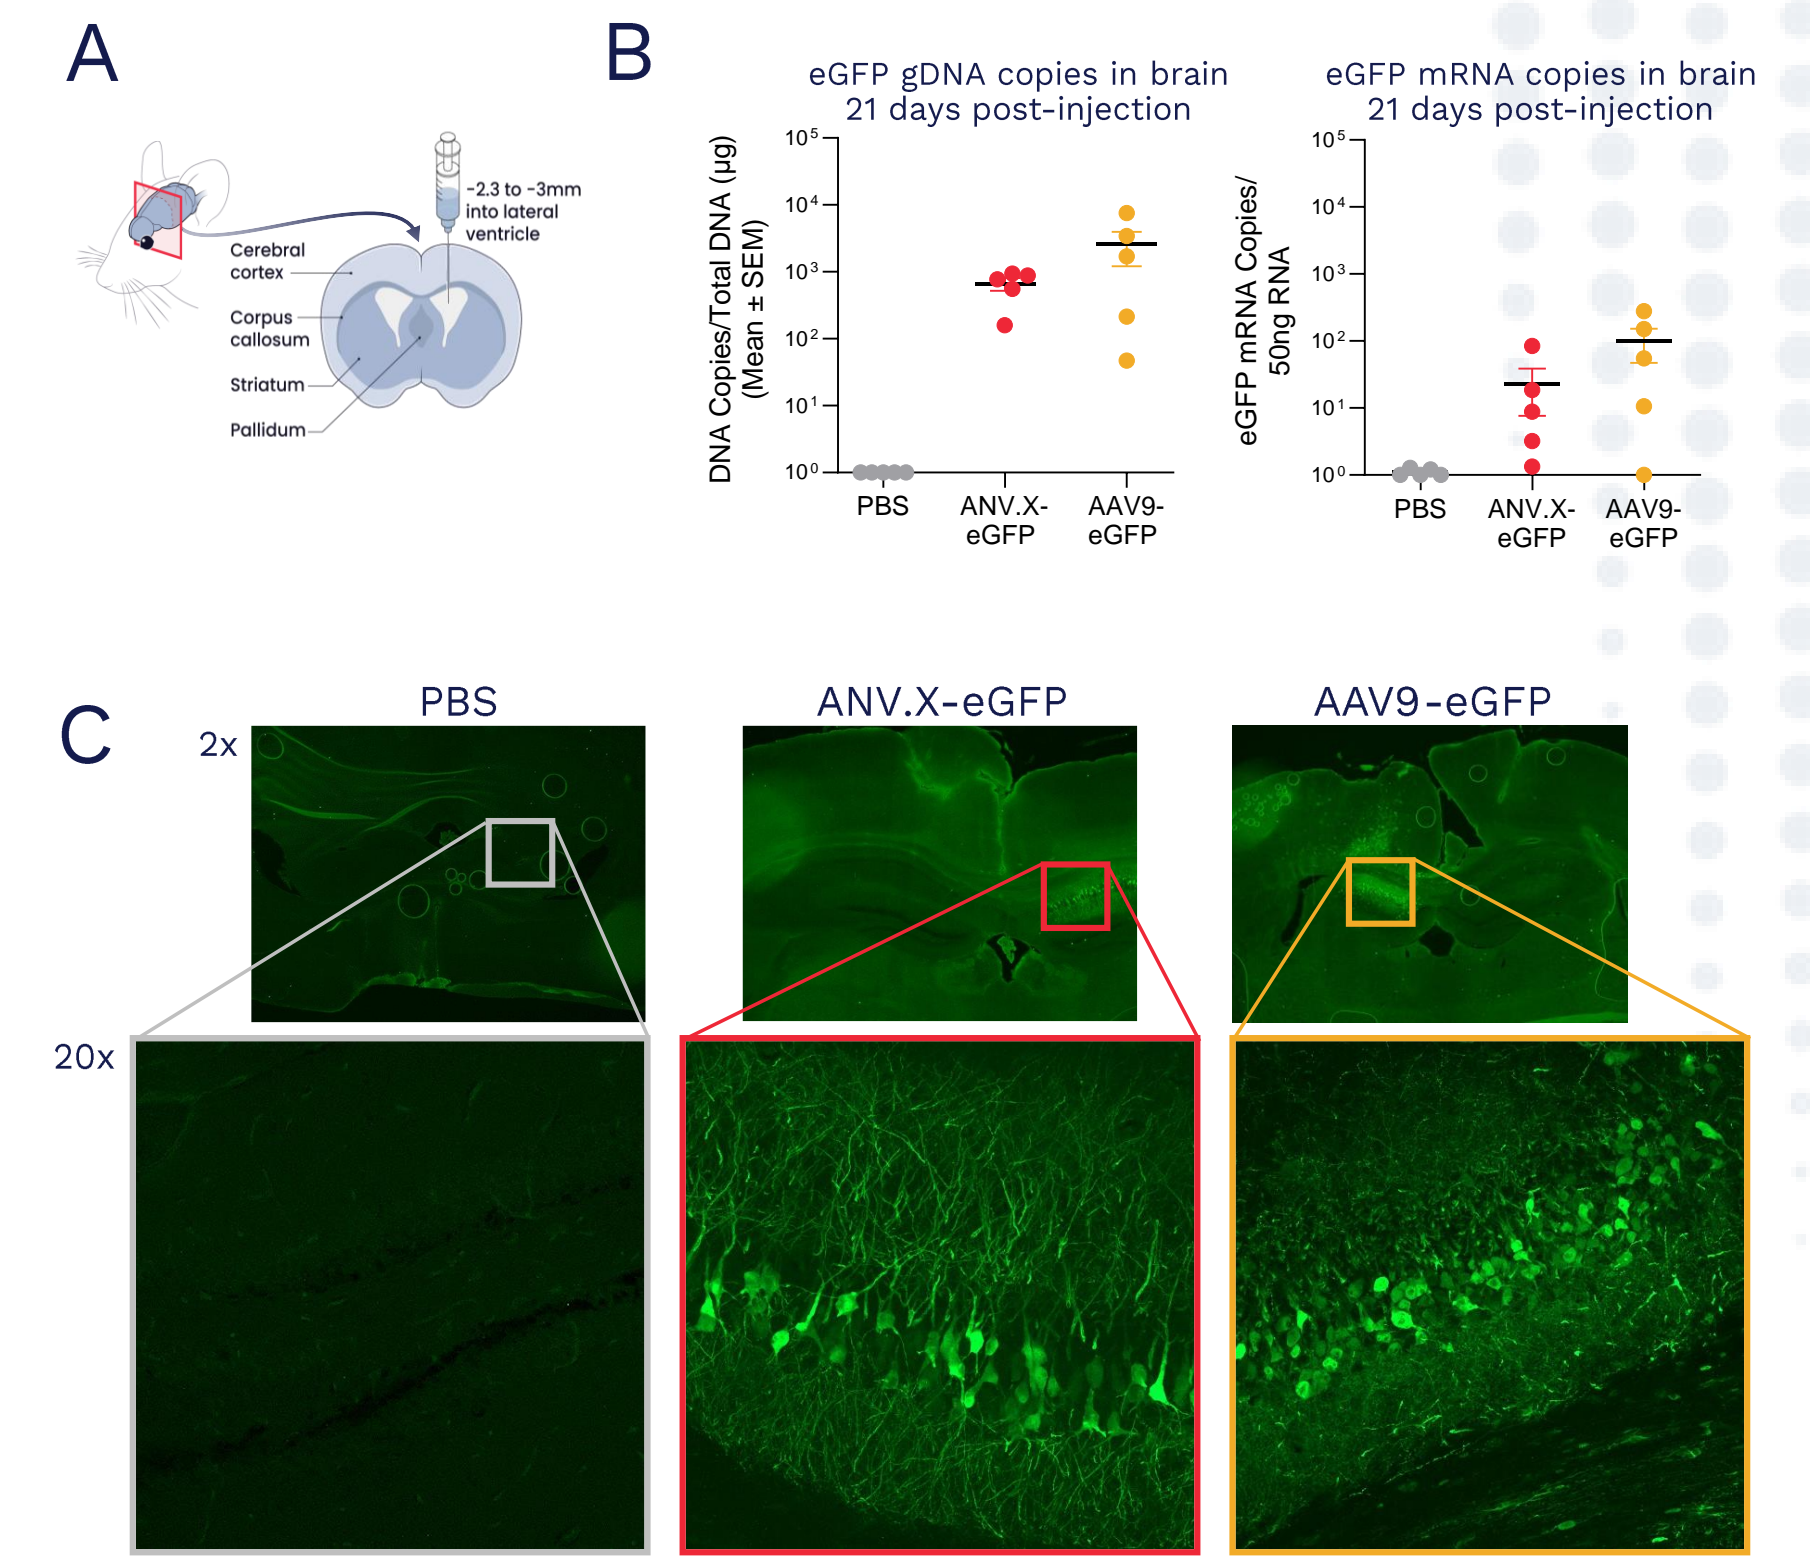 A
Cerebral
cortex
Corpus
callosum
Striatum
Pallidum
-2.3 to -3mm
into lateral
ventricle
B
eGFP gDNA copies in brain
21 days post-injection
DNA Copies/Total DNA (µg)
(Mean ± SEM)
10⁵
10⁴
10³
10²
10¹
10⁰
PBS
ANV.X-
eGFP
AAV9-
eGFP
eGFP mRNA copies in brain
21 days post-injection
eGFP mRNA Copies/
50ng RNA
10⁵
10⁴
10³
10²
10¹
10⁰
PBS
ANV.X-
eGFP
AAV9-
eGFP
C
PBS
ANV.X-eGFP
AAV9-eGFP
2x
20x